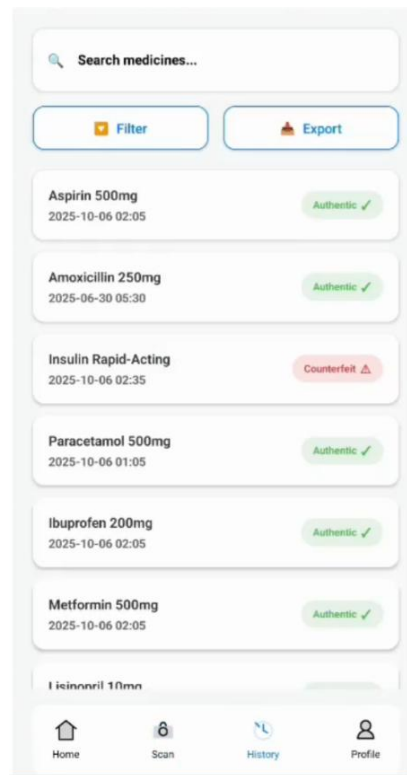 Search medicines...
Filter
Export
Aspirin 500mg
2025-10-06 02:05
Authentic ✓
Amoxicillin 250mg
2025-06-30 05:30
Authentic ✓
Insulin Rapid-Acting
2025-10-06 02:35
Counterfeit ⚠
Paracetamol 500mg
2025-10-06 01:05
Authentic ✓
Ibuprofen 200mg
2025-10-06 02:05
Authentic ✓
Metformin 500mg
2025-10-06 02:05
Authentic ✓
Lisinopril 10mg
Home
Scan
History
Profile